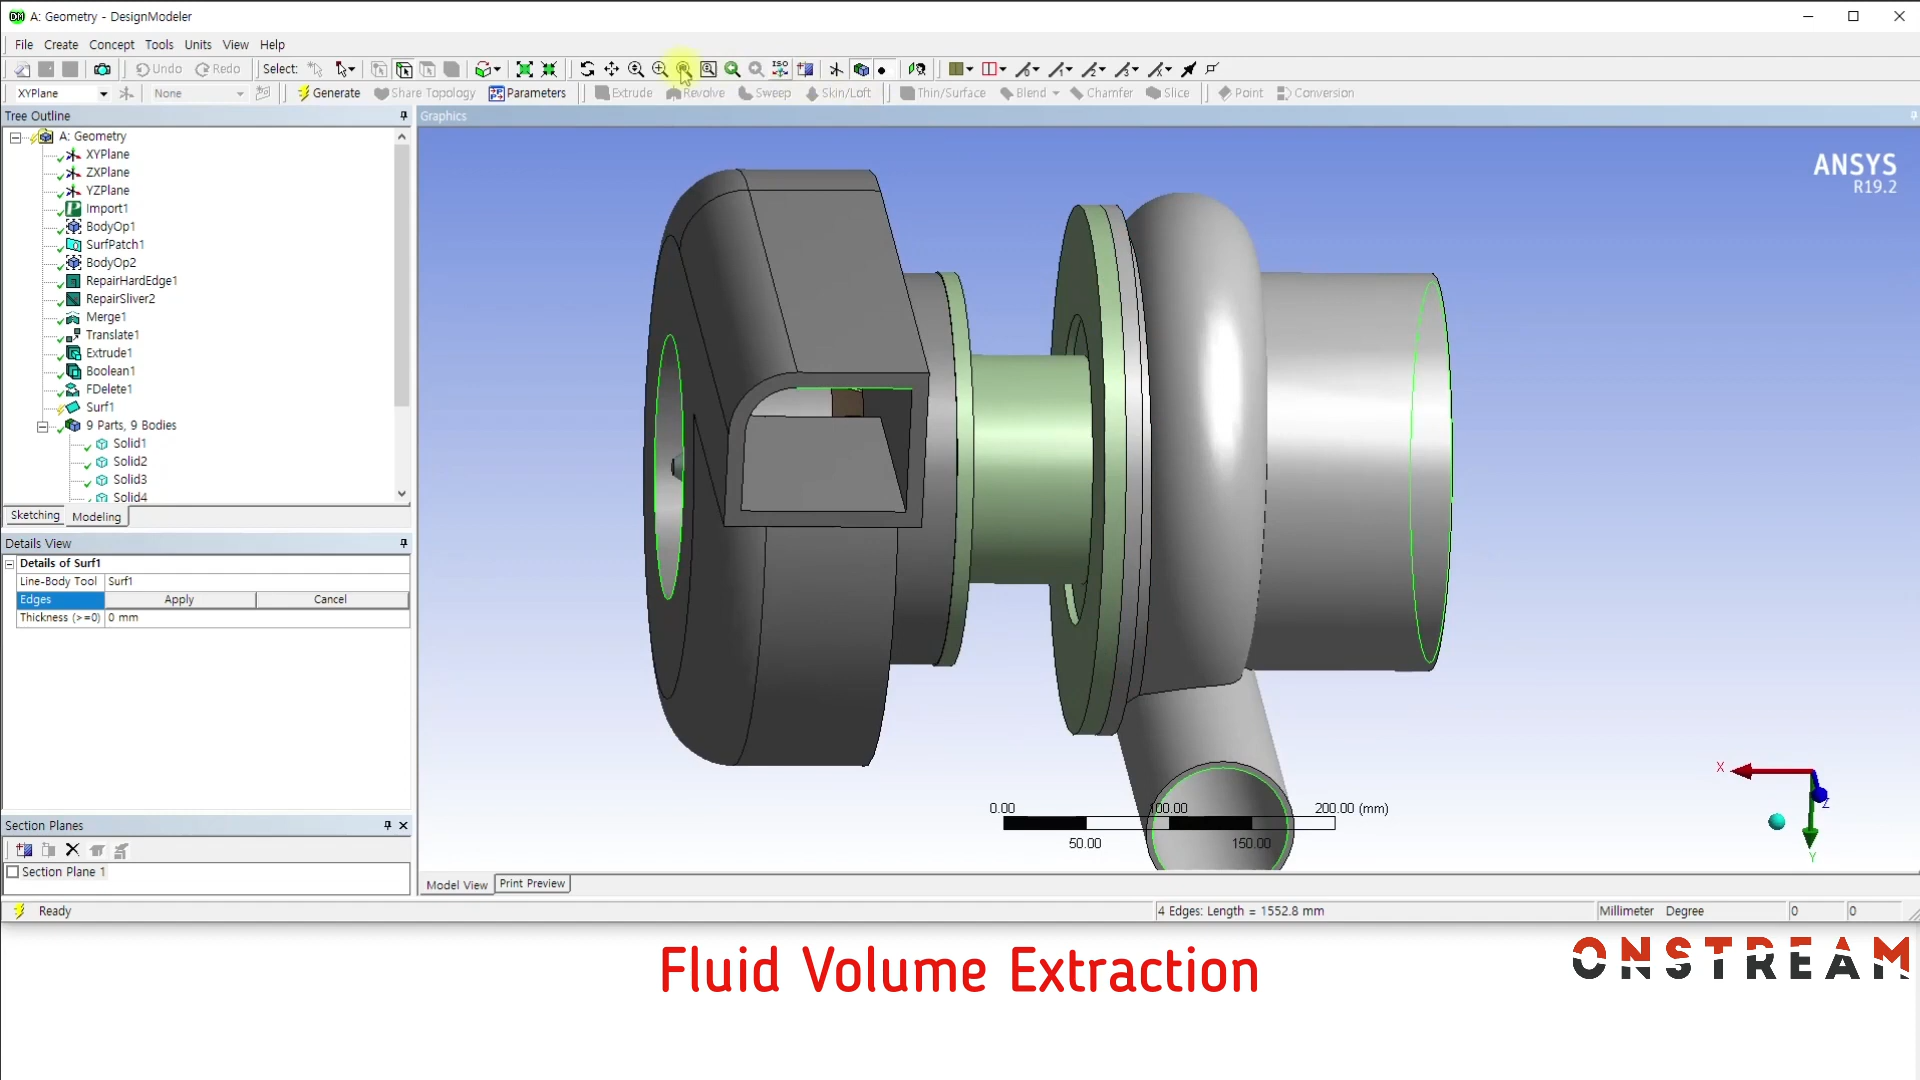 A: Geometry - DesignModeler
File Create Concept Tools Units View Help
Undo Redo Select: ISO
XYPlane None Generate Share Topology Parameters Extrude Revolve Sweep Skin/Loft Thin/Surface Blend Chamfer Slice Point Conversion
Tree Outline
Graphics
A: Geometry
XYPlane
ZXPlane
YZPlane
Import1
BodyOp1
SurfPatch1
BodyOp2
RepairHardEdge1
RepairSliver2
Merge1
Translate1
Extrude1
Boolean1
FDelete1
Surf1
9 Parts, 9 Bodies
Solid1
Solid2
Solid3
Solid4
Sketching Modeling
Details View
Details of Surf1
Line-Body Tool Surf1
Edges Apply Cancel
Thickness (>=0) 0 mm
Section Planes
Section Plane 1
ANSYS
R19.2
X
Z
Y
0.00 100.00 200.00 (mm)
50.00 150.00
Model View Print Preview
Ready 4 Edges: Length = 1552.8 mm Millimeter Degree 0 0
Fluid Volume Extraction
ONSTREAM